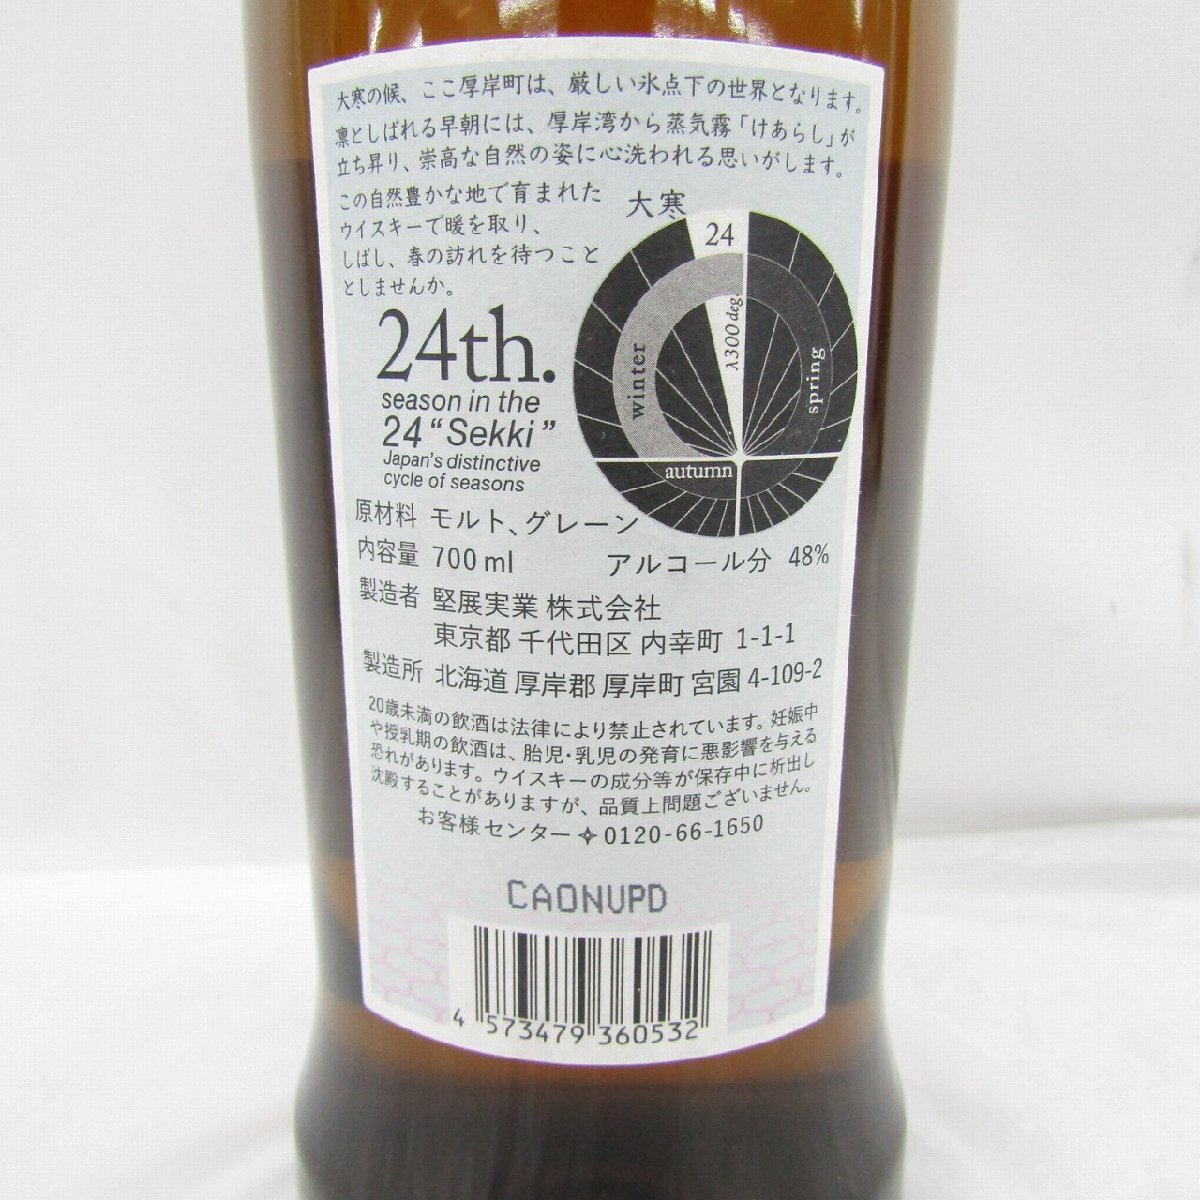 大寒の候、ここ厚岸町は、厳しい氷点下の世界となります。
凛としばれる早朝には、厚岸湾から蒸気霧「けあらし」が
立ち昇り、崇高な自然の姿に心洗われる思いがします。
この自然豊かな地で育まれた
ウイスキーで暖を取り、
しばし、春の訪れを待つこと
としませんか。
大寒
24
λ300 deg
winter
spring
autumn
24th.
season in the
24 “Sekki”
Japan's distinctive
cycle of seasons
原材料 モルト、グレーン
内容量 700 ml アルコール分 48%
製造者 堅展実業 株式会社
東京都 千代田区 内幸町 1-1-1
製造所 北海道 厚岸郡 厚岸町 宮園 4-109-2
20歳未満の飲酒は法律により禁止されています。妊娠中
や授乳期の飲酒は、胎児・乳児の発育に悪影響を与える
恐れがあります。ウイスキーの成分等が保存中に析出し
沈殿することがありますが、品質上問題ございません。
お客様センター 0120-66-1650
CAONUPD
4 573479 360532